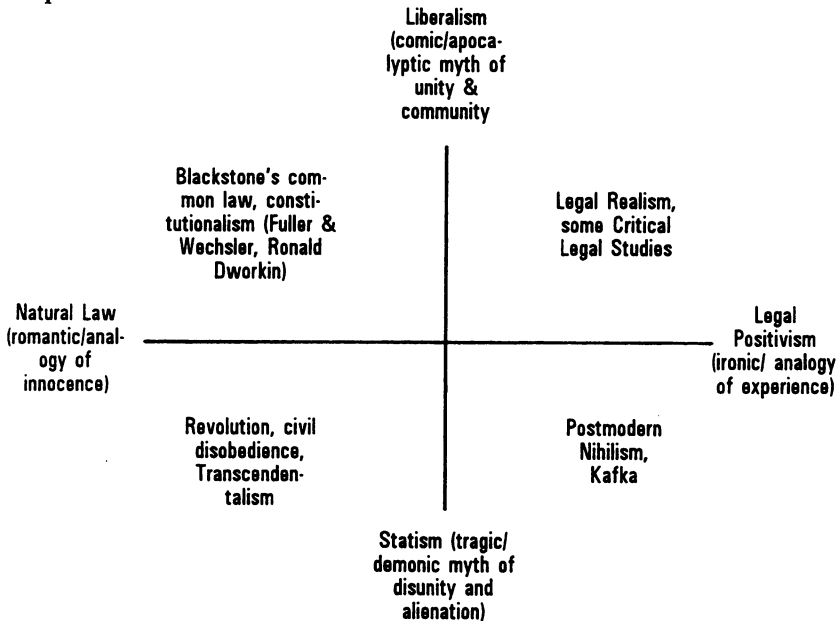 Liberalism
(comic/apoca-
lyptic myth of
unity &
community
Blackstone's com-
mon law, consti-
tutionalism (Fuller &
Wechsler, Ronald
Dworkin)
Legal Realism,
some Critical
Legal Studies
Natural Law
(romantic/anal-
ogy of
innocence)
Legal
Positivism
(ironic/ analogy
of experience)
Revolution, civil
disobedience,
Transcenden-
talism
Postmodern
Nihilism,
Kafka
Statism (tragic/
demonic myth of
disunity and
alienation)